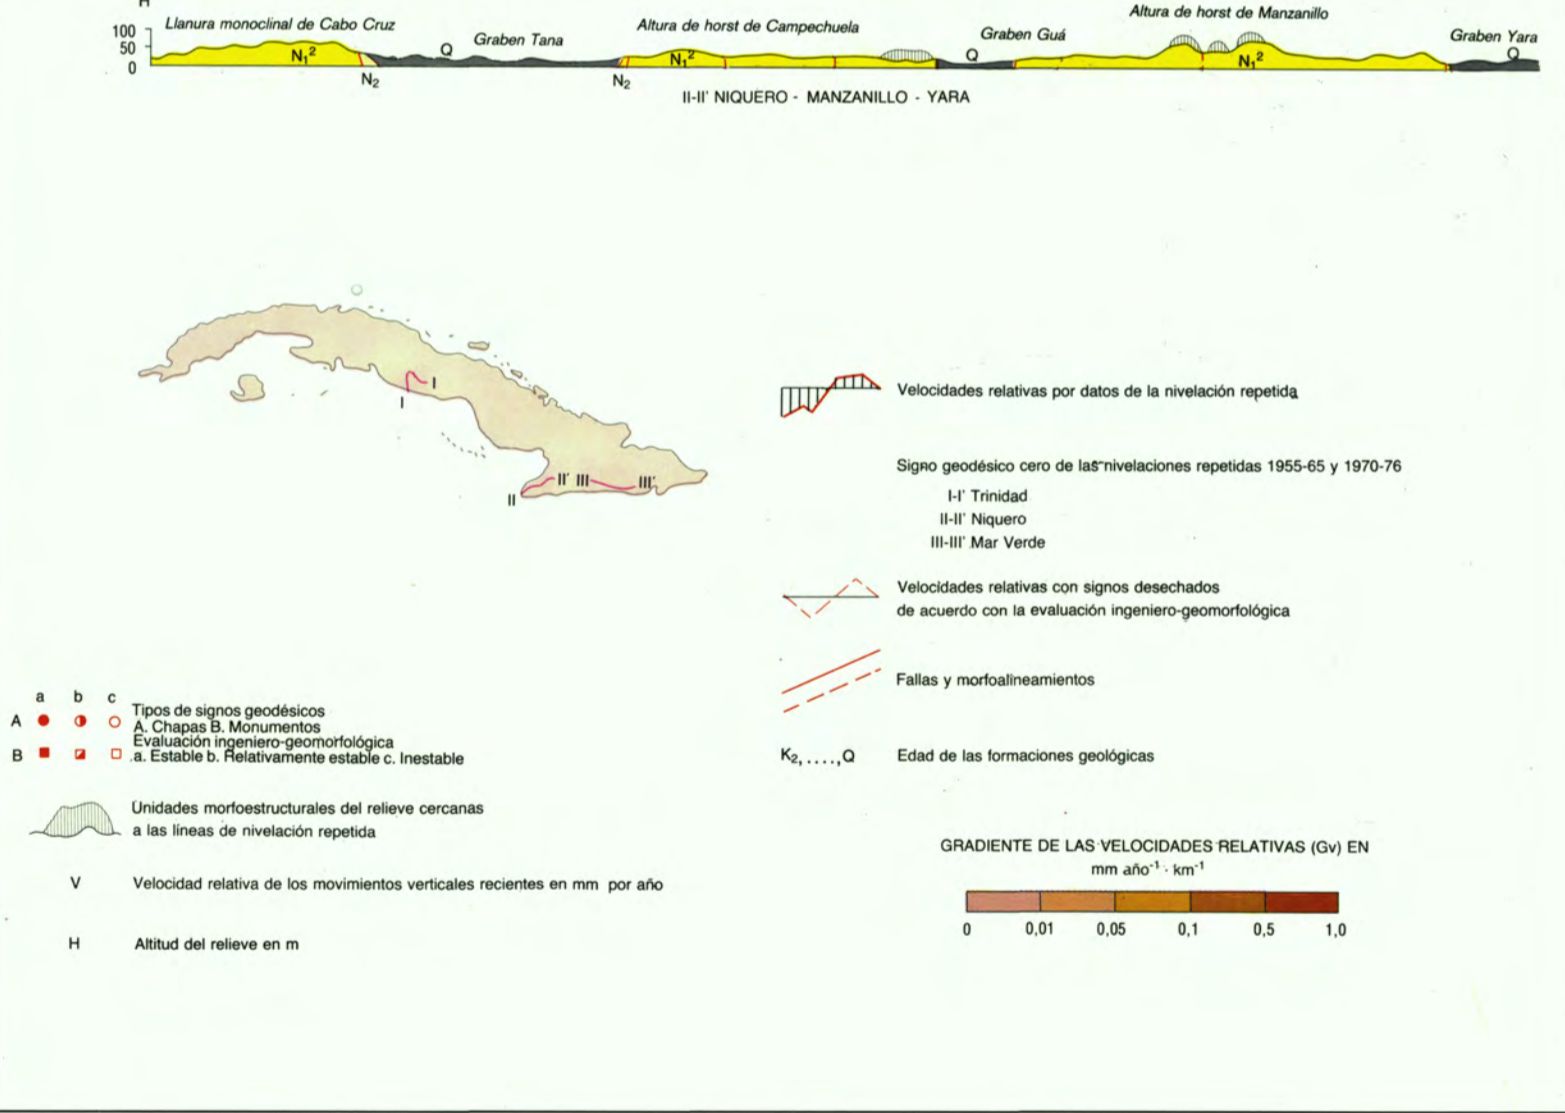 H
Llanura monoclinal de Cabo Cruz
Graben Tana
Altura de horst de Campechuela
Graben Guá
Altura de horst de Manzanillo
Graben Yara
100
50
0
N₁²
Q
N₂
N₂
N₁²
Q
N₁²
Q
II-II' NIQUERO - MANZANILLO - YARA
I
I
II
II' III
III'
Velocidades relativas por datos de la nivelación repetida
Signo geodésico cero de las nivelaciones repetidas 1955-65 y 1970-76
I-I' Trinidad
II-II' Niquero
III-III' Mar Verde
Velocidades relativas con signos desechados
de acuerdo con la evaluación ingeniero-geomorfológica
Fallas y morfoalineamientos
K₂,....,Q Edad de las formaciones geológicas
a b c
A
B
Tipos de signos geodésicos
A. Chapas B. Monumentos
Evaluación ingeniero-geomorfológica
a. Estable b. Relativamente estable c. Inestable
Unidades morfoestructurales del relieve cercanas
a las líneas de nivelación repetida
V Velocidad relativa de los movimientos verticales recientes en mm por año
H Altitud del relieve en m
GRADIENTE DE LAS VELOCIDADES RELATIVAS (Gv) EN
mm año⁻¹ · km⁻¹
0 0,01 0,05 0,1 0,5 1,0